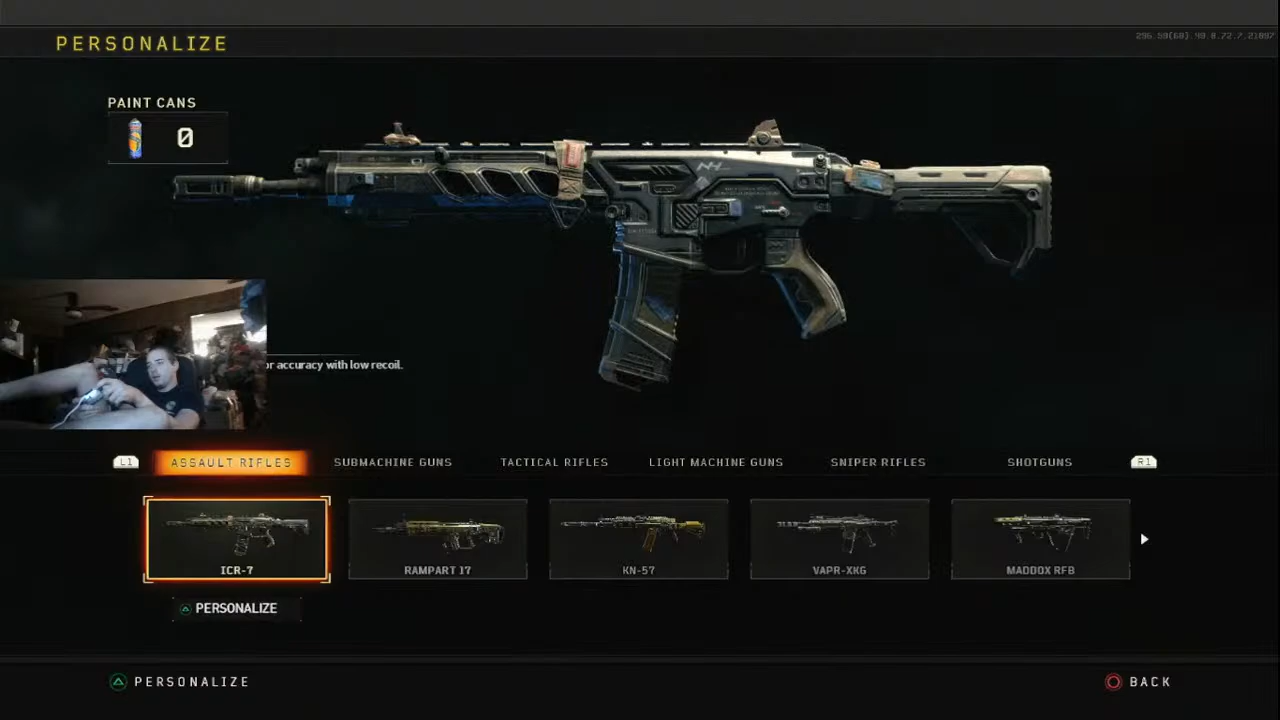 PERSONALIZE
PAINT CANS
0
or accuracy with low recoil.
L1
ASSAULT RIFLES
SUBMACHINE GUNS
TACTICAL RIFLES
LIGHT MACHINE GUNS
SNIPER RIFLES
SHOTGUNS
R1
ICR-7
RAMPART 17
KN-57
VAPR-XKG
MADDOX RFB
PERSONALIZE
PERSONALIZE
BACK